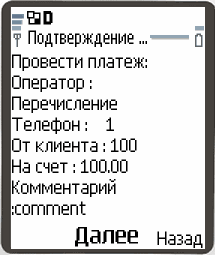 D
Подтверждение ...
Провести платеж:
Оператор :
Перечисление
Телефон : 1
От клиента : 100
На счет : 100.00
Комментарий
:comment
Далее Назад